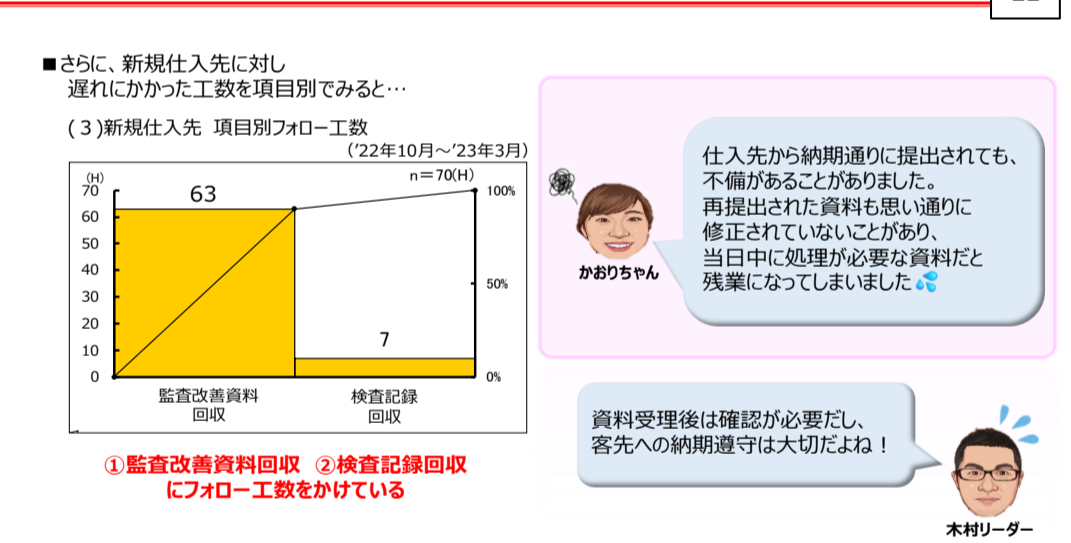 ■さらに、新規仕入先に対し
遅れにかかった工数を項目別でみると…
(３)新規仕入先 項目別フォロー工数
(’22年10月～’23年3月)
(H)
n＝70(H)
70
60
50
40
30
20
10
0
63
7
100%
50%
0%
監査改善資料
回収
検査記録
回収
①監査改善資料回収 ②検査記録回収
にフォロー工数をかけている
仕入先から納期通りに提出されても、
不備があることがありました。
再提出された資料も思い通りに
修正されていないことがあり、
当日中に処理が必要な資料だと
残業になってしまいました💦
かおりちゃん
資料受理後は確認が必要だし、
客先への納期遵守は大切だよね！
木村リーダー